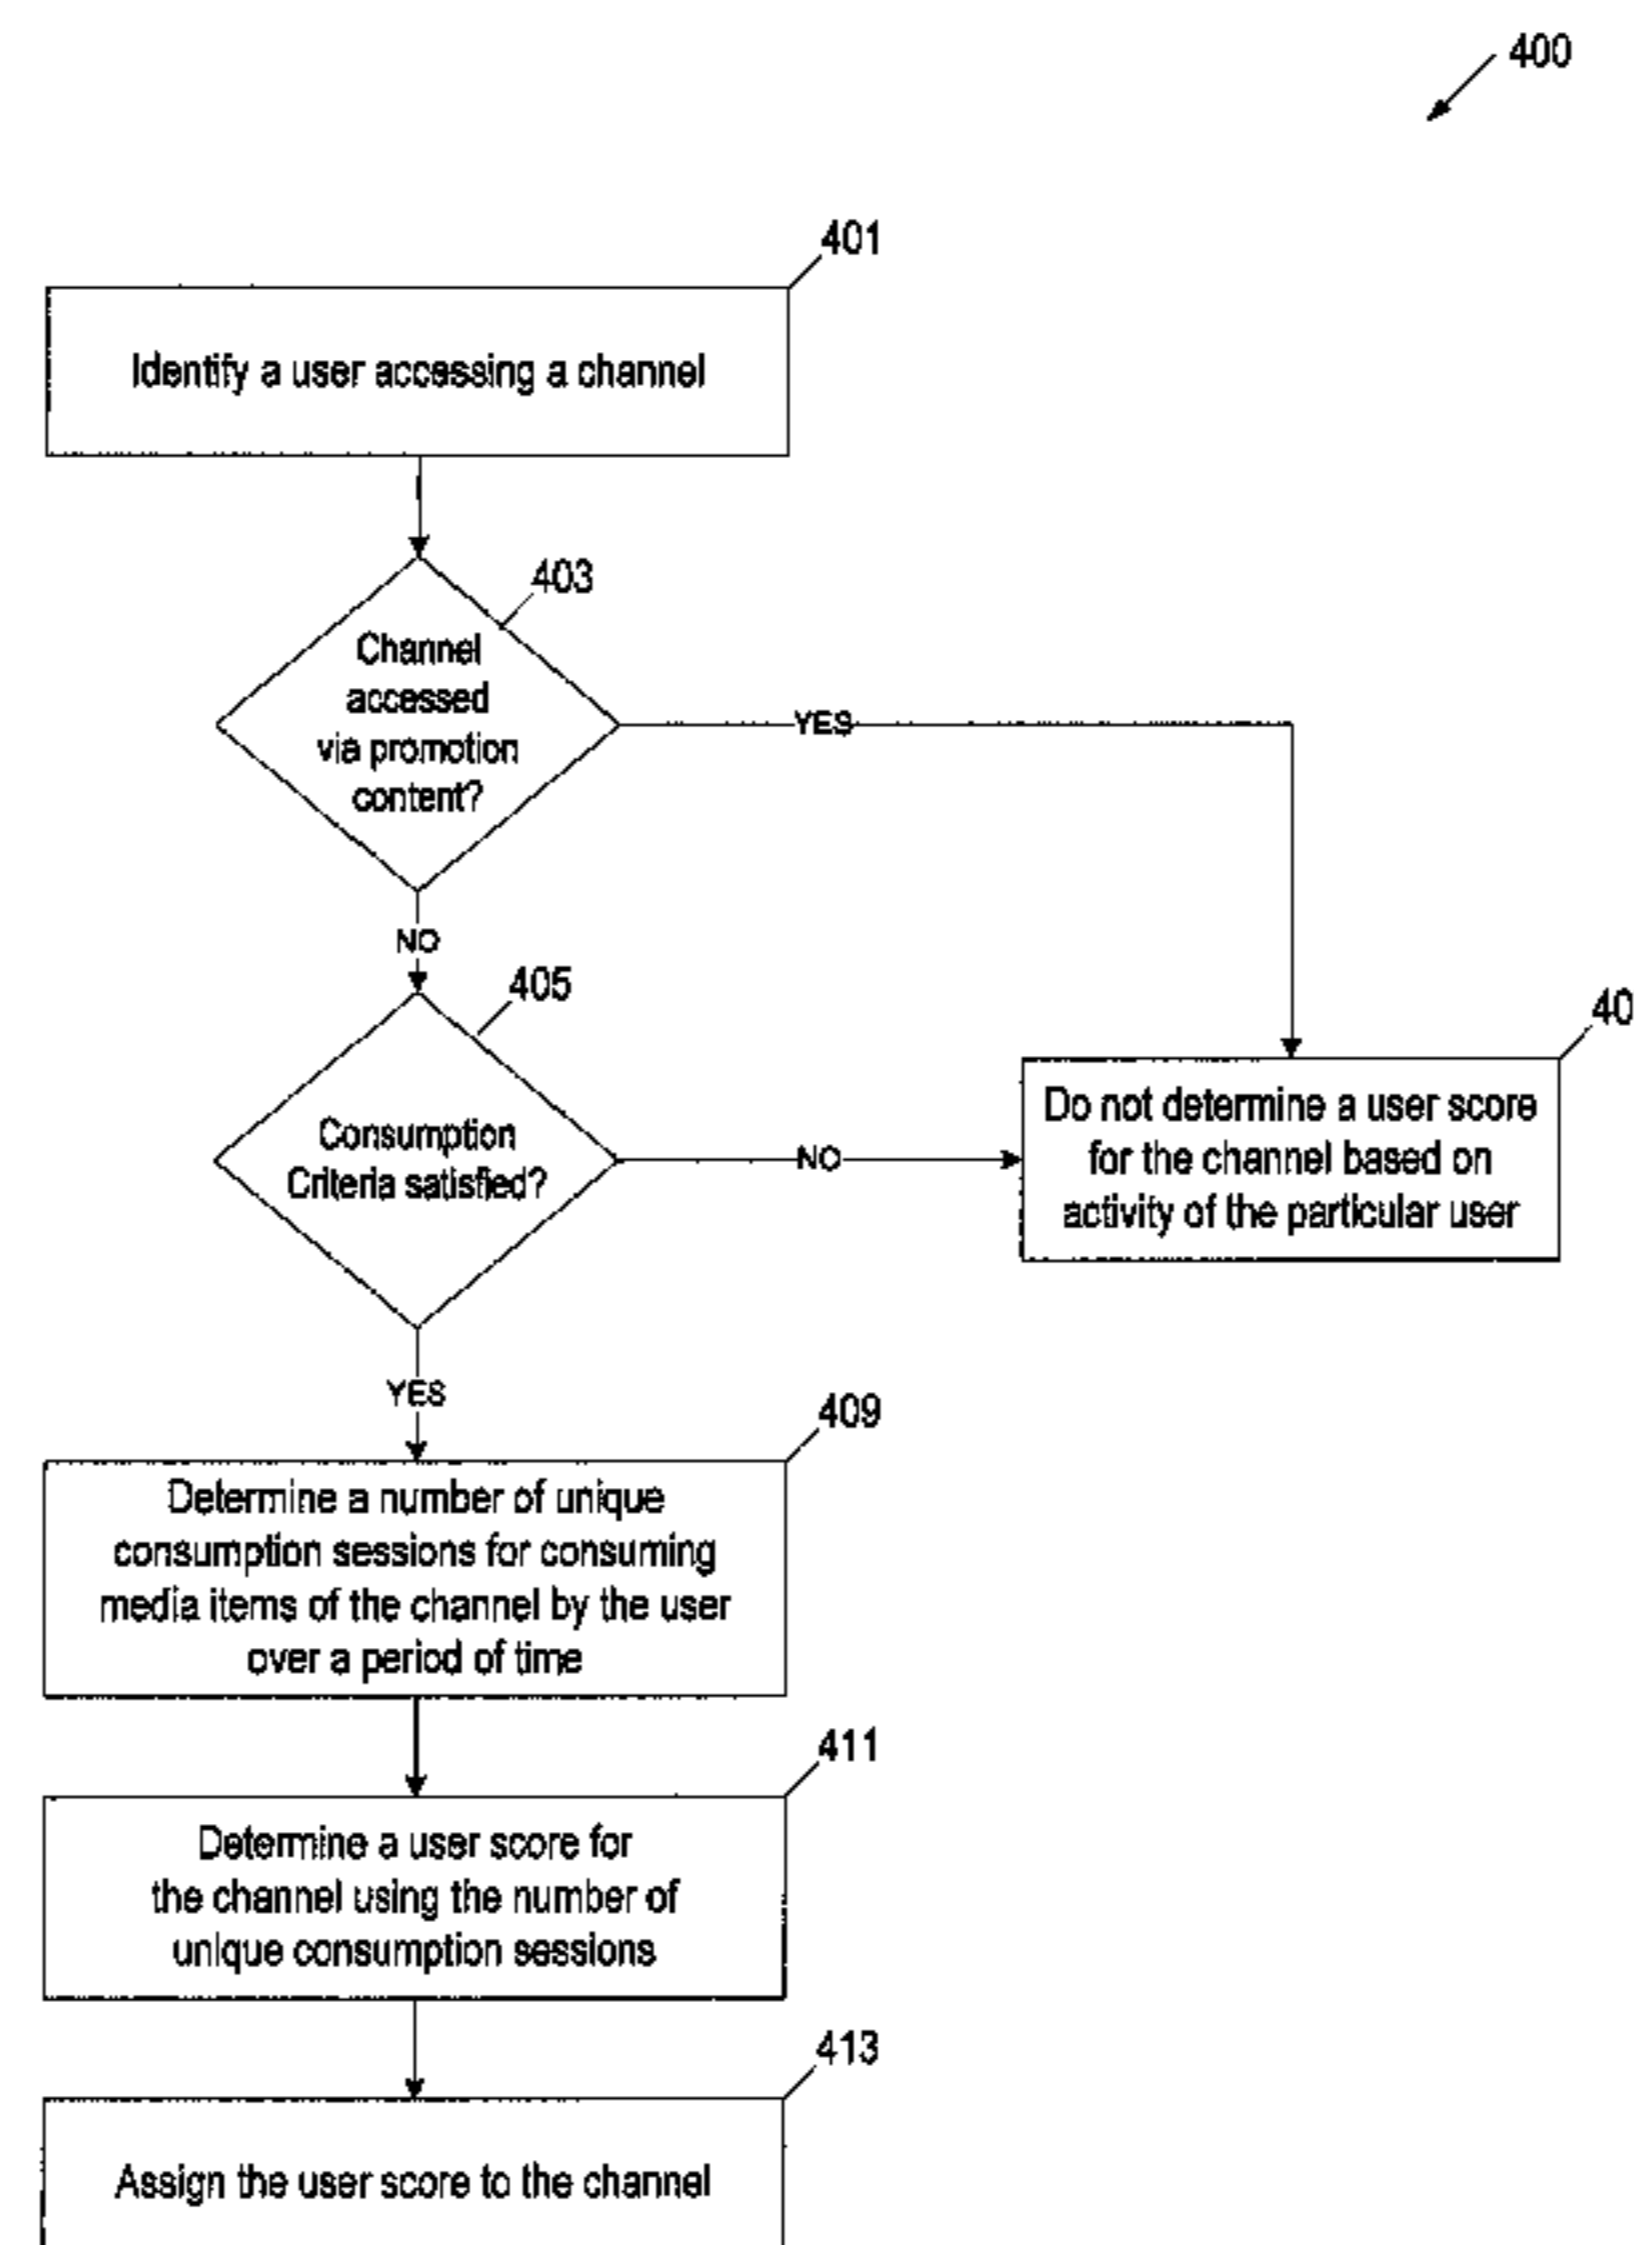 400
401
Identify a user accessing a channel
403
Channel
accessed
via promotion
content?
YES
NO
405
Consumption
Criteria satisfied?
NO
40
Do not determine a user score
for the channel based on
activity of the particular user
YES
409
Determine a number of unique
consumption sessions for consuming
media items of the channel by the user
over a period of time
411
Determine a user score for
the channel using the number of
unique consumption sessions
413
Assign the user score to the channel